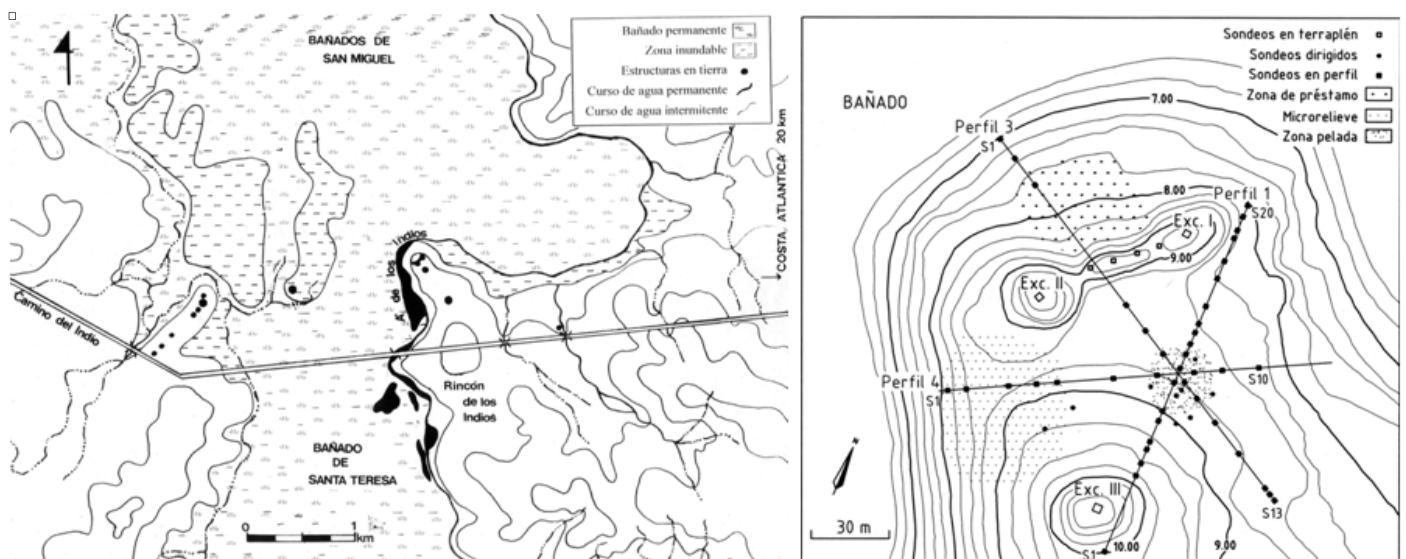 BAÑADOS DE
SAN MIGUEL
Bañado permanente
Zona inundable
Estructuras en tierra
Curso de agua permanente
Curso de agua intermitente
COSTA ATLANTICA 20 km
A de los Indios
Camino del Indio
Rincón
de los
Indios
BAÑADO
DE
SANTA TERESA
0 1
km
Sondeos en terraplén
Sondeos dirigidos
Sondeos en perfil
Zona de préstamo
Microrelieve
Zona pelada
BAÑADO
7.00
Perfil 3
S1
8.00
Perfil 1
S20
Exc. I
9.00
Exc. II
Perfil 4
S1
S10
Exc. III
S13
S1
10.00
9.00
N
30 m